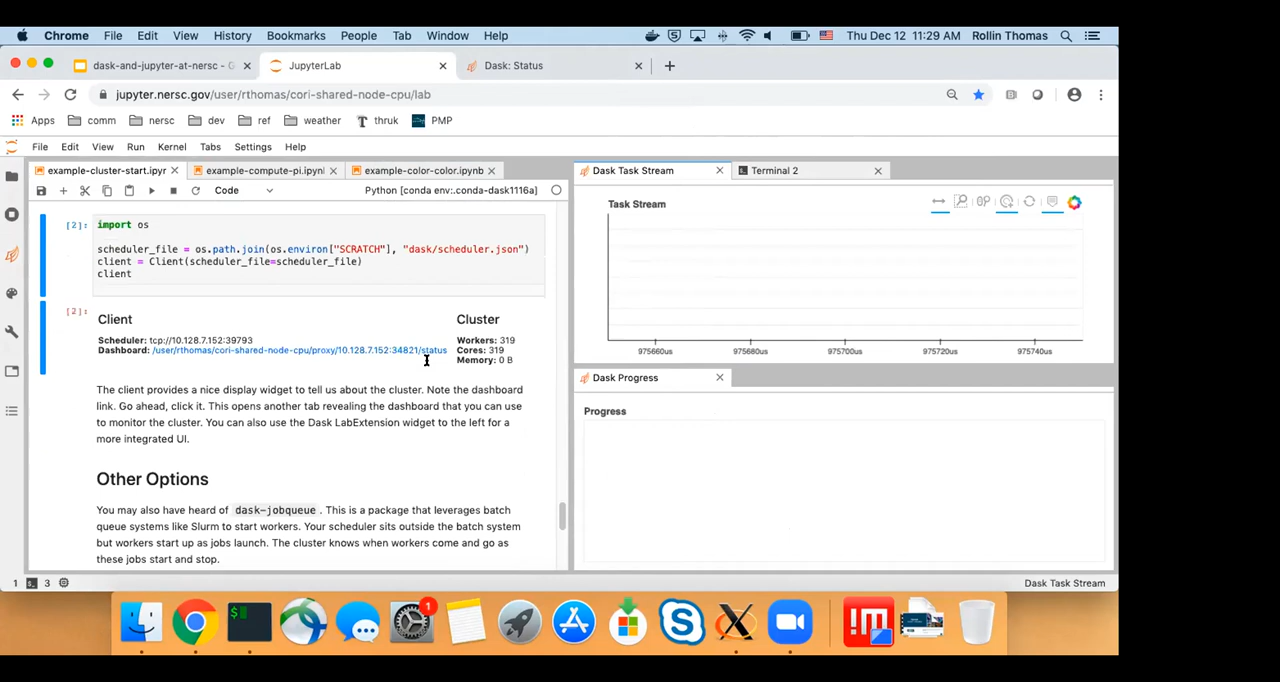 Chrome File Edit View History Bookmarks People Tab Window Help Thu Dec 12 11:29 AM Rollin Thomas
dask-and-jupyter-at-nersc - G JupyterLab Dask: Status
jupyter.nersc.gov/user/rthomas/cori-shared-node-cpu/lab
Apps comm nersc dev ref weather thruk PMP
File Edit View Run Kernel Tabs Settings Help
example-cluster-start.ipyr example-compute-pi.ipynl example-color-color.ipynb
Code Python [conda env:.conda-dask1116a]
[2]: import os
scheduler_file = os.path.join(os.environ["SCRATCH"], "dask/scheduler.json")
client = Client(scheduler_file=scheduler_file)
client
[2]:
Client
Scheduler: tcp://10.128.7.152:39793
Dashboard: /user/rthomas/cori-shared-node-cpu/proxy/10.128.7.152:34821/status
Cluster
Workers: 319
Cores: 319
Memory: 0 B
The client provides a nice display widget to tell us about the cluster. Note the dashboard
link. Go ahead, click it. This opens another tab revealing the dashboard that you can use
to monitor the cluster. You can also use the Dask LabExtension widget to the left for a
more integrated UI.
Other Options
You may also have heard of dask-jobqueue. This is a package that leverages batch
queue systems like Slurm to start workers. Your scheduler sits outside the batch system
but workers start up as jobs launch. The cluster knows when workers come and go as
these jobs start and stop.
Dask Task Stream Terminal 2
Task Stream
975660us 975680us 975700us 975720us 975740us
Dask Progress
Progress
1 3 Dask Task Stream
1